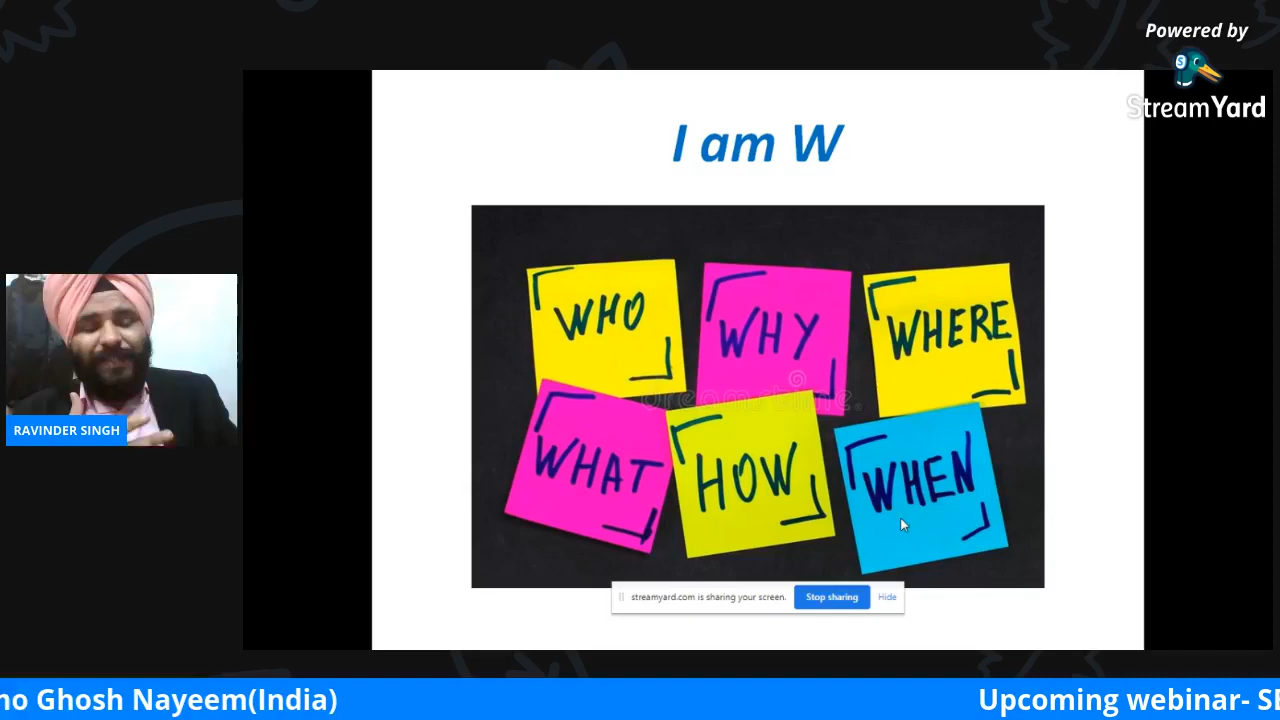 Powered by
StreamYard
I am W
WHO
WHY
WHERE
WHAT
HOW
WHEN
dreamstime.
RAVINDER SINGH
streamyard.com is sharing your screen.
Stop sharing
Hide
Ghosh Nayeem(India)
Upcoming webinar-